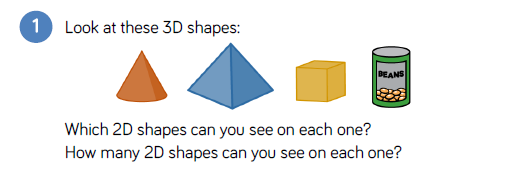 1 Look at these 3D shapes:
BEANS
Which 2D shapes can you see on each one?
How many 2D shapes can you see on each one?